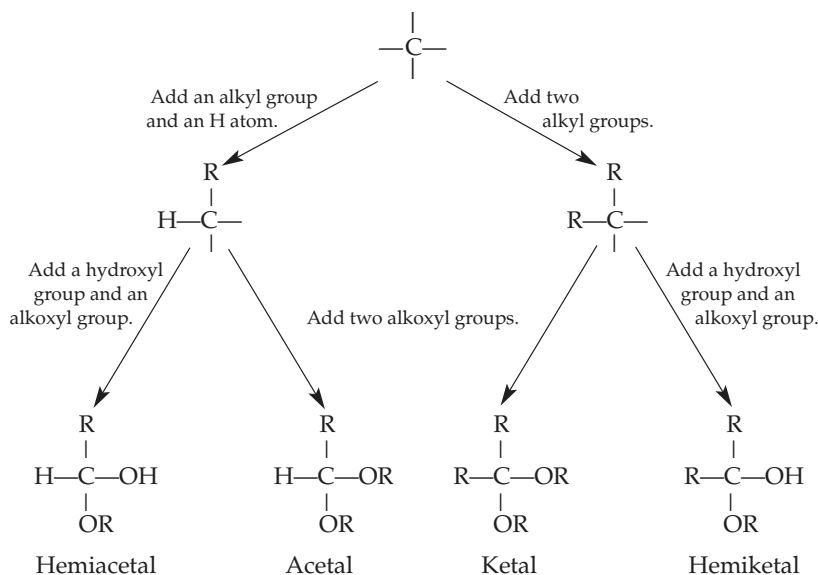 —C—
Add an alkyl group
and an H atom.
Add two
alkyl groups.
R
H—C—
R
R—C—
Add a hydroxyl
group and an
alkoxyl group.
Add two alkoxyl groups.
Add a hydroxyl
group and an
alkoxyl group.
R
H—C—OH
OR
Hemiacetal
R
H—C—OR
OR
Acetal
R
R—C—OR
OR
Ketal
R
R—C—OH
OR
Hemiketal